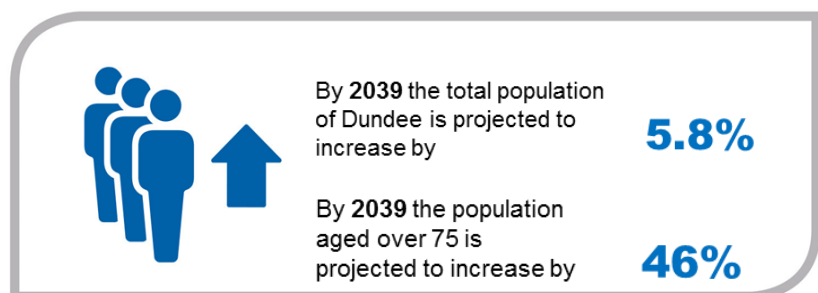 By 2039 the total population
of Dundee is projected to
increase by
5.8%
By 2039 the population
aged over 75 is
projected to increase by
46%